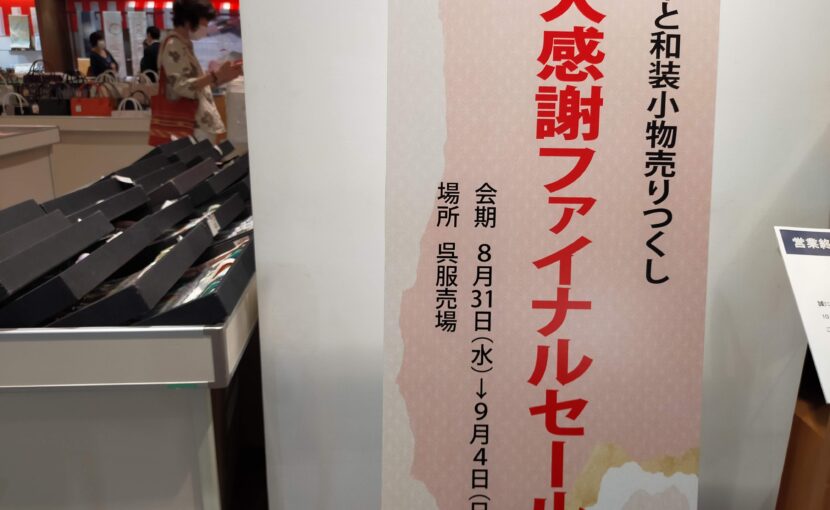 と和装小物売りつくし
大感謝ファイナルセール
会期 8月31日(水)→9月4日(日
場所 呉服売場
営業終